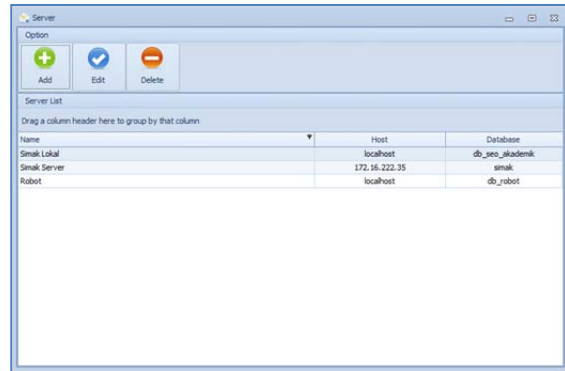 Server
Option
Add Edit Delete
Server List
Drag a column header here to group by that column
Name Host Database
Simak Lokal localhost db_seo_akademik
Simak Server 172.16.222.35 simak
Robot localhost db_robot